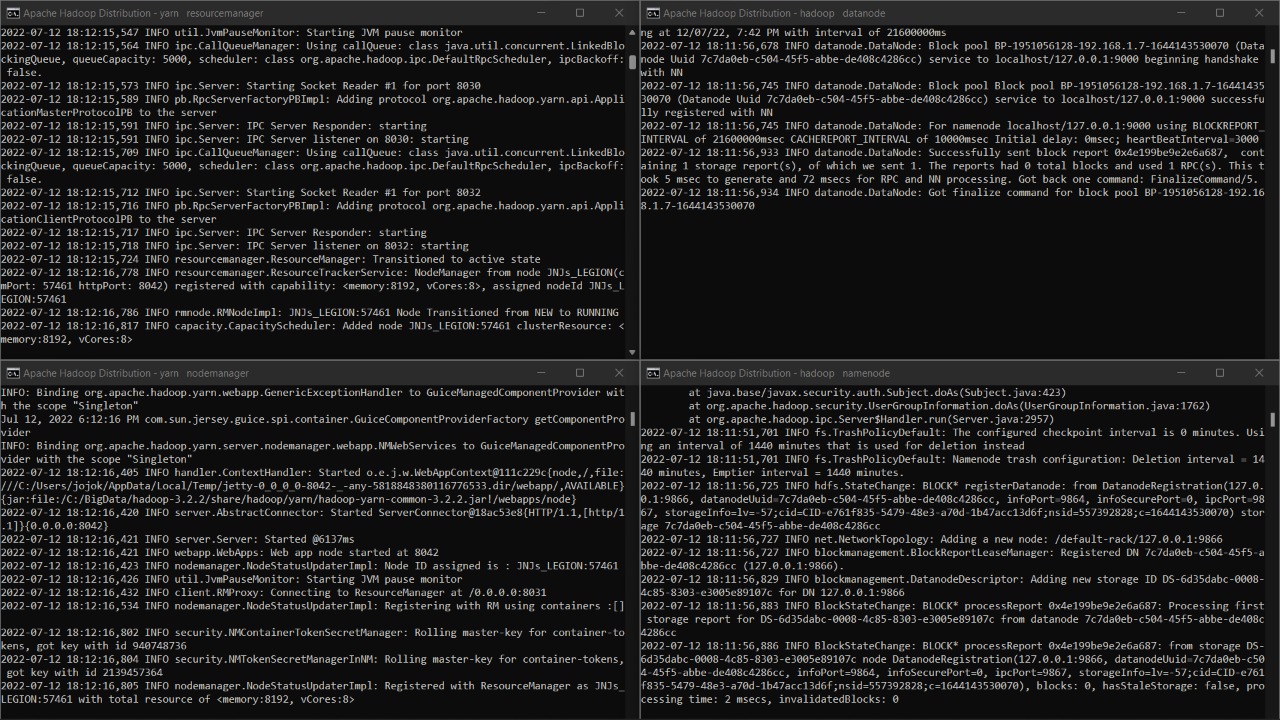 Apache Hadoop Distribution - yarn   resourcemanager
2022-07-12 18:12:15,547 INFO util.JvmPauseMonitor: Starting JVM pause monitor
2022-07-12 18:12:15,564 INFO ipc.CallQueueManager: Using callQueue: class java.util.concurrent.LinkedBlo
ckingQueue, queueCapacity: 5000, scheduler: class org.apache.hadoop.ipc.DefaultRpcScheduler, ipcBackoff:
 false.
2022-07-12 18:12:15,573 INFO ipc.Server: Starting Socket Reader #1 for port 8030
2022-07-12 18:12:15,589 INFO pb.RpcServerFactoryPBImpl: Adding protocol org.apache.hadoop.yarn.api.Appli
cationMasterProtocolPB to the server
2022-07-12 18:12:15,591 INFO ipc.Server: IPC Server Responder: starting
2022-07-12 18:12:15,591 INFO ipc.Server: IPC Server listener on 8030: starting
2022-07-12 18:12:15,709 INFO ipc.CallQueueManager: Using callQueue: class java.util.concurrent.LinkedBlo
ckingQueue, queueCapacity: 5000, scheduler: class org.apache.hadoop.ipc.DefaultRpcScheduler, ipcBackoff:
 false.
2022-07-12 18:12:15,712 INFO ipc.Server: Starting Socket Reader #1 for port 8032
2022-07-12 18:12:15,716 INFO pb.RpcServerFactoryPBImpl: Adding protocol org.apache.hadoop.yarn.api.Appli
cationClientProtocolPB to the server
2022-07-12 18:12:15,717 INFO ipc.Server: IPC Server Responder: starting
2022-07-12 18:12:15,718 INFO ipc.Server: IPC Server listener on 8032: starting
2022-07-12 18:12:15,724 INFO resourcemanager.ResourceManager: Transitioned to active state
2022-07-12 18:12:16,778 INFO resourcemanager.ResourceTrackerService: NodeManager from node JNJs_LEGION(c
mPort: 57461 httpPort: 8042) registered with capability: <memory:8192, vCores:8>, assigned nodeId JNJs_L
EGION:57461
2022-07-12 18:12:16,786 INFO rmnode.RMNodeImpl: JNJs_LEGION:57461 Node Transitioned from NEW to RUNNING
2022-07-12 18:12:16,817 INFO capacity.CapacityScheduler: Added node JNJs_LEGION:57461 clusterResource: <
memory:8192, vCores:8>
Apache Hadoop Distribution - hadoop   datanode
ng at 12/07/22, 7:42 PM with interval of 21600000ms
2022-07-12 18:11:56,678 INFO datanode.DataNode: Block pool BP-1951056128-192.168.1.7-1644143530070 (Data
node Uuid 7c7da0eb-c504-45f5-abbe-de408c4286cc) service to localhost/127.0.0.1:9000 beginning handshake
with NN
2022-07-12 18:11:56,745 INFO datanode.DataNode: Block pool Block pool BP-1951056128-192.168.1.7-16441435
30070 (Datanode Uuid 7c7da0eb-c504-45f5-abbe-de408c4286cc) service to localhost/127.0.0.1:9000 successfu
lly registered with NN
2022-07-12 18:11:56,745 INFO datanode.DataNode: For namenode localhost/127.0.0.1:9000 using BLOCKREPORT_
INTERVAL of 21600000msec CACHEREPORT_INTERVAL of 10000msec Initial delay: 0msec; heartBeatInterval=3000
2022-07-12 18:11:56,933 INFO datanode.DataNode: Successfully sent block report 0x4e199be9e2e6a687,  cont
aining 1 storage report(s), of which we sent 1. The reports had 0 total blocks and used 1 RPC(s). This t
ook 5 msec to generate and 72 msecs for RPC and NN processing. Got back one command: FinalizeCommand/5.
2022-07-12 18:11:56,934 INFO datanode.DataNode: Got finalize command for block pool BP-1951056128-192.16
8.1.7-1644143530070
Apache Hadoop Distribution - yarn   nodemanager
INFO: Binding org.apache.hadoop.yarn.webapp.GenericExceptionHandler to GuiceManagedComponentProvider wit
h the scope "Singleton"
Jul 12, 2022 6:12:16 PM com.sun.jersey.guice.spi.container.GuiceComponentProviderFactory getComponentPro
vider
INFO: Binding org.apache.hadoop.yarn.server.nodemanager.webapp.NMWebServices to GuiceManagedComponentPro
vider with the scope "Singleton"
2022-07-12 18:12:16,405 INFO handler.ContextHandler: Started o.e.j.w.WebAppContext@111c229c{node,/,file:
///C:/Users/jojok/AppData/Local/Temp/jetty-0_0_0_0-8042-_-any-5818848380116776533.dir/webapp/,AVAILABLE}
{jar:file:/C:/BigData/hadoop-3.2.2/share/hadoop/yarn/hadoop-yarn-common-3.2.2.jar!/webapps/node}
2022-07-12 18:12:16,420 INFO server.AbstractConnector: Started ServerConnector@18ac53e8{HTTP/1.1,[http/1
.1]}{0.0.0.0:8042}
2022-07-12 18:12:16,421 INFO server.Server: Started @6137ms
2022-07-12 18:12:16,421 INFO webapp.WebApps: Web app node started at 8042
2022-07-12 18:12:16,423 INFO nodemanager.NodeStatusUpdaterImpl: Node ID assigned is : JNJs_LEGION:57461
2022-07-12 18:12:16,426 INFO util.JvmPauseMonitor: Starting JVM pause monitor
2022-07-12 18:12:16,432 INFO client.RMProxy: Connecting to ResourceManager at /0.0.0.0:8031
2022-07-12 18:12:16,534 INFO nodemanager.NodeStatusUpdaterImpl: Registering with RM using containers :[]
2022-07-12 18:12:16,802 INFO security.NMContainerTokenSecretManager: Rolling master-key for container-to
kens, got key with id 940748736
2022-07-12 18:12:16,804 INFO security.NMTokenSecretManagerInNM: Rolling master-key for container-tokens,
 got key with id 2139457364
2022-07-12 18:12:16,805 INFO nodemanager.NodeStatusUpdaterImpl: Registered with ResourceManager as JNJs_
LEGION:57461 with total resource of <memory:8192, vCores:8>
Apache Hadoop Distribution - hadoop   namenode
at java.base/javax.security.auth.Subject.doAs(Subject.java:423)
at org.apache.hadoop.security.UserGroupInformation.doAs(UserGroupInformation.java:1762)
at org.apache.hadoop.ipc.Server$Handler.run(Server.java:2957)
2022-07-12 18:11:51,701 INFO fs.TrashPolicyDefault: The configured checkpoint interval is 0 minutes. Usi
ng an interval of 1440 minutes that is used for deletion instead
2022-07-12 18:11:51,701 INFO fs.TrashPolicyDefault: Namenode trash configuration: Deletion interval = 14
40 minutes, Emptier interval = 1440 minutes.
2022-07-12 18:11:56,725 INFO hdfs.StateChange: BLOCK* registerDatanode: from DatanodeRegistration(127.0.
0.1:9866, datanodeUuid=7c7da0eb-c504-45f5-abbe-de408c4286cc, infoPort=9864, infoSecurePort=0, ipcPort=98
67, storageInfo=lv=-57;cid=CID-e761f835-5479-48e3-a70d-1b47acc13d6f;nsid=557392828;c=1644143530070) stor
age 7c7da0eb-c504-45f5-abbe-de408c4286cc
2022-07-12 18:11:56,727 INFO net.NetworkTopology: Adding a new node: /default-rack/127.0.0.1:9866
2022-07-12 18:11:56,727 INFO blockmanagement.BlockReportLeaseManager: Registered DN 7c7da0eb-c504-45f5-a
bbe-de408c4286cc (127.0.0.1:9866).
2022-07-12 18:11:56,829 INFO blockmanagement.DatanodeDescriptor: Adding new storage ID DS-6d35dabc-0008-
4c85-8303-e3005e89107c for DN 127.0.0.1:9866
2022-07-12 18:11:56,883 INFO BlockStateChange: BLOCK* processReport 0x4e199be9e2e6a687: Processing first
 storage report for DS-6d35dabc-0008-4c85-8303-e3005e89107c from datanode 7c7da0eb-c504-45f5-abbe-de408c
4286cc
2022-07-12 18:11:56,886 INFO BlockStateChange: BLOCK* processReport 0x4e199be9e2e6a687: from storage DS-
6d35dabc-0008-4c85-8303-e3005e89107c node DatanodeRegistration(127.0.0.1:9866, datanodeUuid=7c7da0eb-c50
4-45f5-abbe-de408c4286cc, infoPort=9864, infoSecurePort=0, ipcPort=9867, storageInfo=lv=-57;cid=CID-e761
f835-5479-48e3-a70d-1b47acc13d6f;nsid=557392828;c=1644143530070), blocks: 0, hasStaleStorage: false, pro
cessing time: 2 msecs, invalidatedBlocks: 0